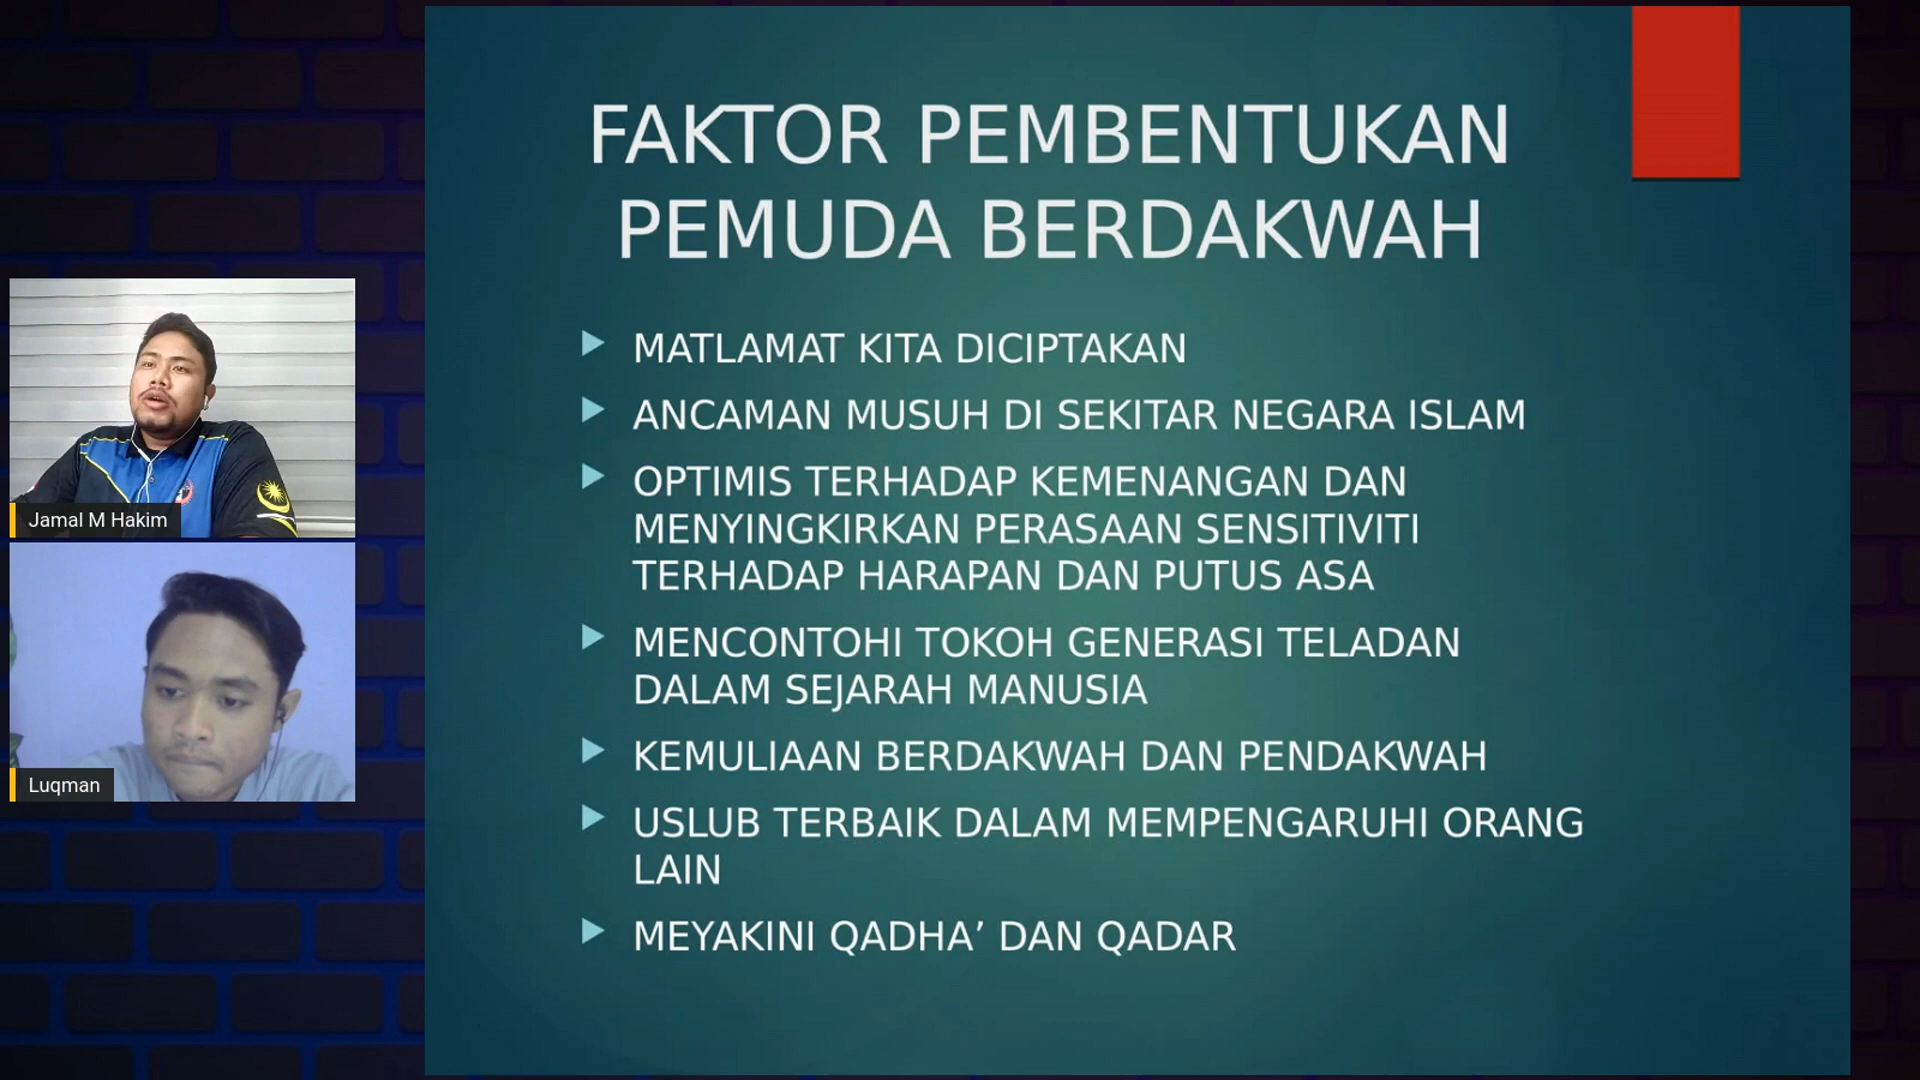 FAKTOR PEMBENTUKAN
PEMUDA BERDAKWAH
MATLAMAT KITA DICIPTAKAN
ANCAMAN MUSUH DI SEKITAR NEGARA ISLAM
OPTIMIS TERHADAP KEMENANGAN DAN
MENYINGKIRKAN PERASAAN SENSITIVITI
TERHADAP HARAPAN DAN PUTUS ASA
MENCONTOHI TOKOH GENERASI TELADAN
DALAM SEJARAH MANUSIA
KEMULIAAN BERDAKWAH DAN PENDAKWAH
USLUB TERBAIK DALAM MEMPENGARUHI ORANG
LAIN
MEYAKINI QADHA’ DAN QADAR
Jamal M Hakim
Luqman